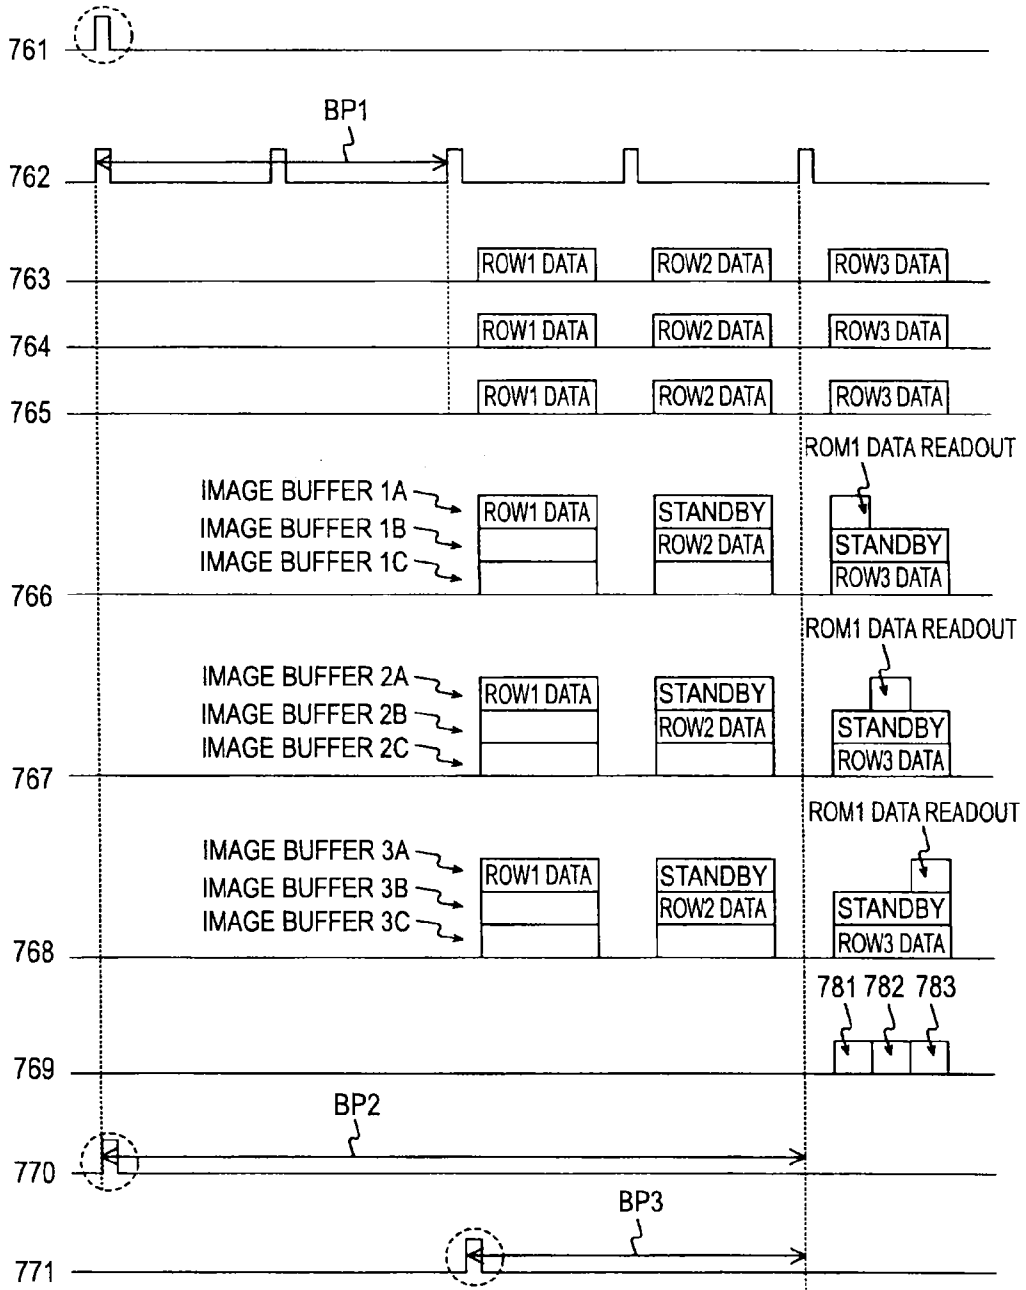 761
BP1
762
763 ROW1 DATA ROW2 DATA ROW3 DATA
764 ROW1 DATA ROW2 DATA ROW3 DATA
765 ROW1 DATA ROW2 DATA ROW3 DATA
ROM1 DATA READOUT
IMAGE BUFFER 1A ROW1 DATA STANDBY
IMAGE BUFFER 1B ROW2 DATA STANDBY
IMAGE BUFFER 1C ROW3 DATA
766
ROM1 DATA READOUT
IMAGE BUFFER 2A ROW1 DATA STANDBY
IMAGE BUFFER 2B ROW2 DATA STANDBY
IMAGE BUFFER 2C ROW3 DATA
767
ROM1 DATA READOUT
IMAGE BUFFER 3A ROW1 DATA STANDBY
IMAGE BUFFER 3B ROW2 DATA STANDBY
IMAGE BUFFER 3C ROW3 DATA
768
781 782 783
769
BP2
770
BP3
771